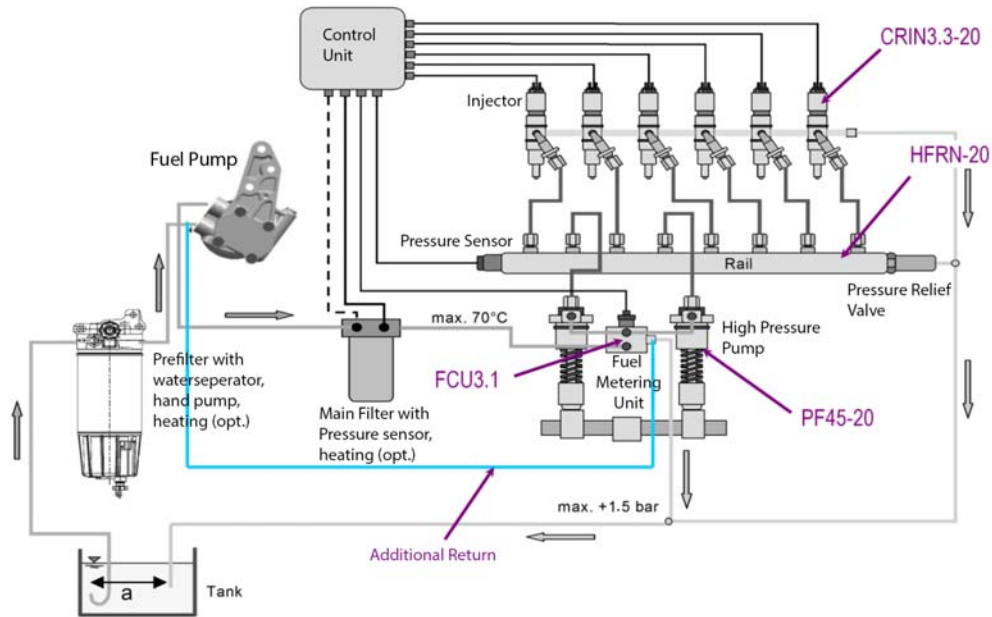 Control
Unit
CRIN3.3-20
Injector
Fuel Pump
HFRN-20
Pressure Sensor
Rail
Pressure Relief
Valve
max. 70°C
High Pressure
Pump
Prefilter with
waterseperator,
hand pump,
heating (opt.)
FCU3.1
Fuel
Metering
Unit
Main Filter with
Pressure sensor,
heating (opt.)
PF45-20
max. +1.5 bar
Additional Return
a
Tank